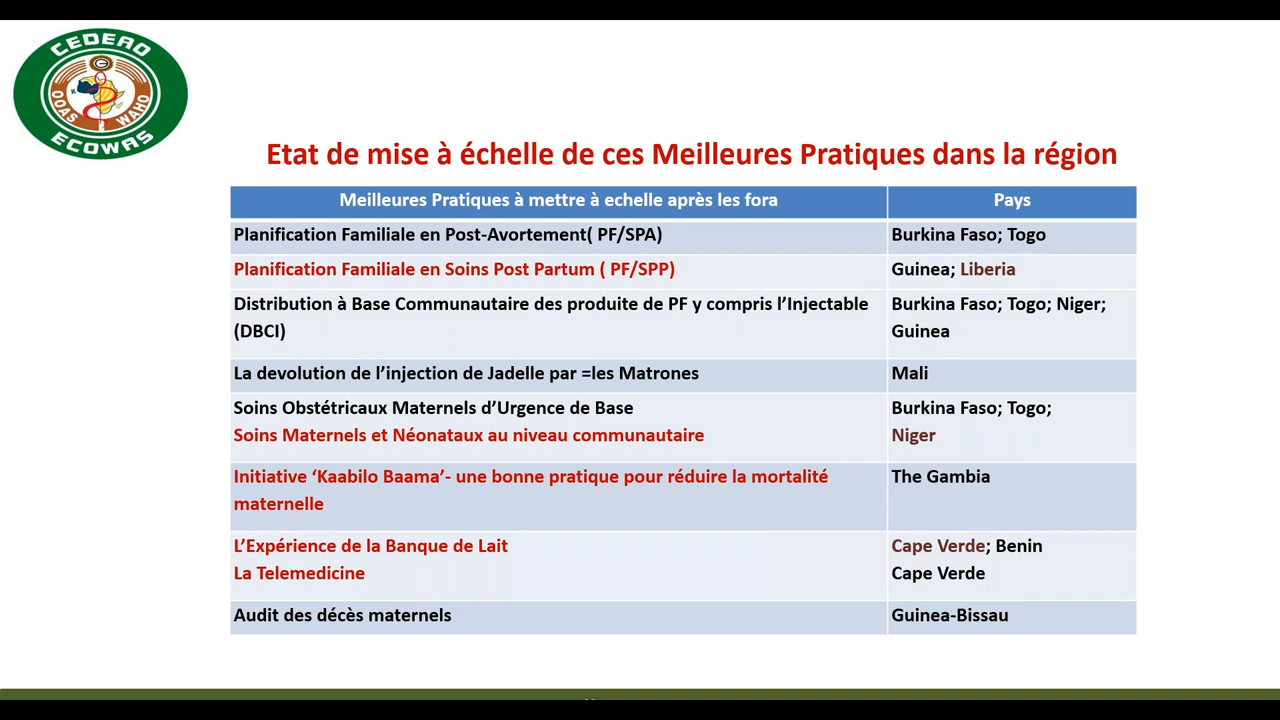 CEDEAO
OOAS WAHO
ECOWAS
Etat de mise à échelle de ces Meilleures Pratiques dans la région
Meilleures Pratiques à mettre à echelle après les fora
Pays
Planification Familiale en Post-Avortement( PF/SPA)
Burkina Faso; Togo
Planification Familiale en Soins Post Partum ( PF/SPP)
Guinea; Liberia
Distribution à Base Communautaire des produite de PF y compris l’Injectable
(DBCI)
Burkina Faso; Togo; Niger;
Guinea
La devolution de l’injection de Jadelle par =les Matrones
Mali
Soins Obstétricaux Maternels d’Urgence de Base
Soins Maternels et Néonataux au niveau communautaire
Burkina Faso; Togo;
Niger
Initiative ‘Kaabilo Baama’- une bonne pratique pour réduire la mortalité
maternelle
The Gambia
L’Expérience de la Banque de Lait
La Telemedicine
Cape Verde; Benin
Cape Verde
Audit des décès maternels
Guinea-Bissau